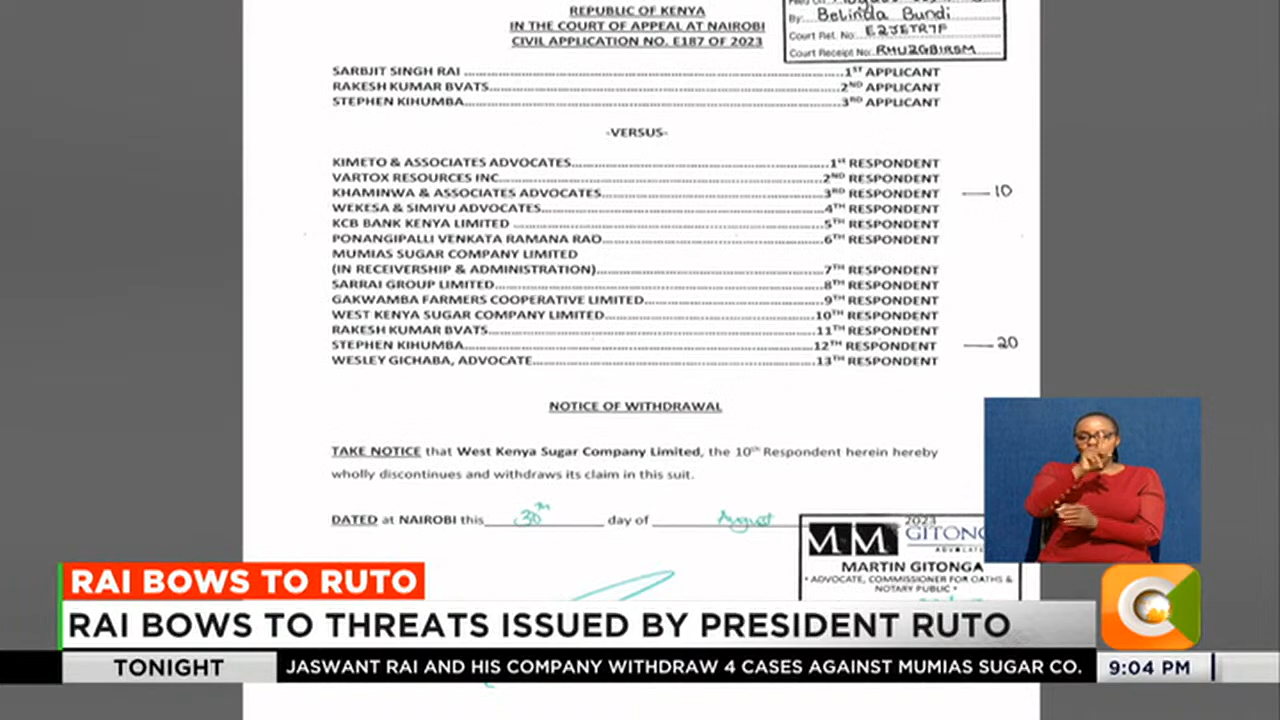 REPUBLIC OF KENYA
IN THE COURT OF APPEAL AT NAIROBI
CIVIL APPLICATION NO. E187 OF 2023
By: Belinda Bundi
Court Ref. No: E2JETR7F
Court Receipt No: RHU2GBIRSM
SARBJIT SINGH RAI ........ 1ST APPLICANT
RAKESH KUMAR BVATS ........ 2ND APPLICANT
STEPHEN KIHUMBA ........ 3RD APPLICANT
-VERSUS-
KIMETO & ASSOCIATES ADVOCATES ........ 1st RESPONDENT
VARTOX RESOURCES INC ........ 2ND RESPONDENT
KHAMINWA & ASSOCIATES ADVOCATES ........ 3RD RESPONDENT — 10
WEKESA & SIMIYU ADVOCATES ........ 4TH RESPONDENT
KCB BANK KENYA LIMITED ........ 5TH RESPONDENT
PONANGIPALLI VENKATA RAMANA RAO ........ 6TH RESPONDENT
MUMIAS SUGAR COMPANY LIMITED
(IN RECEIVERSHIP & ADMINISTRATION) ........ 7TH RESPONDENT
SARRAI GROUP LIMITED ........ 8TH RESPONDENT
GAKWAMBA FARMERS COOPERATIVE LIMITED ........ 9TH RESPONDENT
WEST KENYA SUGAR COMPANY LIMITED ........ 10TH RESPONDENT
RAKESH KUMAR BVATS ........ 11TH RESPONDENT
STEPHEN KIHUMBA ........ 12TH RESPONDENT — 20
WESLEY GICHABA, ADVOCATE ........ 13TH RESPONDENT
NOTICE OF WITHDRAWAL
TAKE NOTICE that West Kenya Sugar Company Limited, the 10th Respondent herein hereby
wholly discontinues and withdraws its claim in this suit.
DATED at NAIROBI this 30th day of August 2023
MM GITONG
ADVOCATE
MARTIN GITONGA
• ADVOCATE, COMMISSIONER FOR OATHS &
NOTARY PUBLIC •
RAI BOWS TO RUTO
RAI BOWS TO THREATS ISSUED BY PRESIDENT RUTO
TONIGHT
JASWANT RAI AND HIS COMPANY WITHDRAW 4 CASES AGAINST MUMIAS SUGAR CO.
9:04 PM